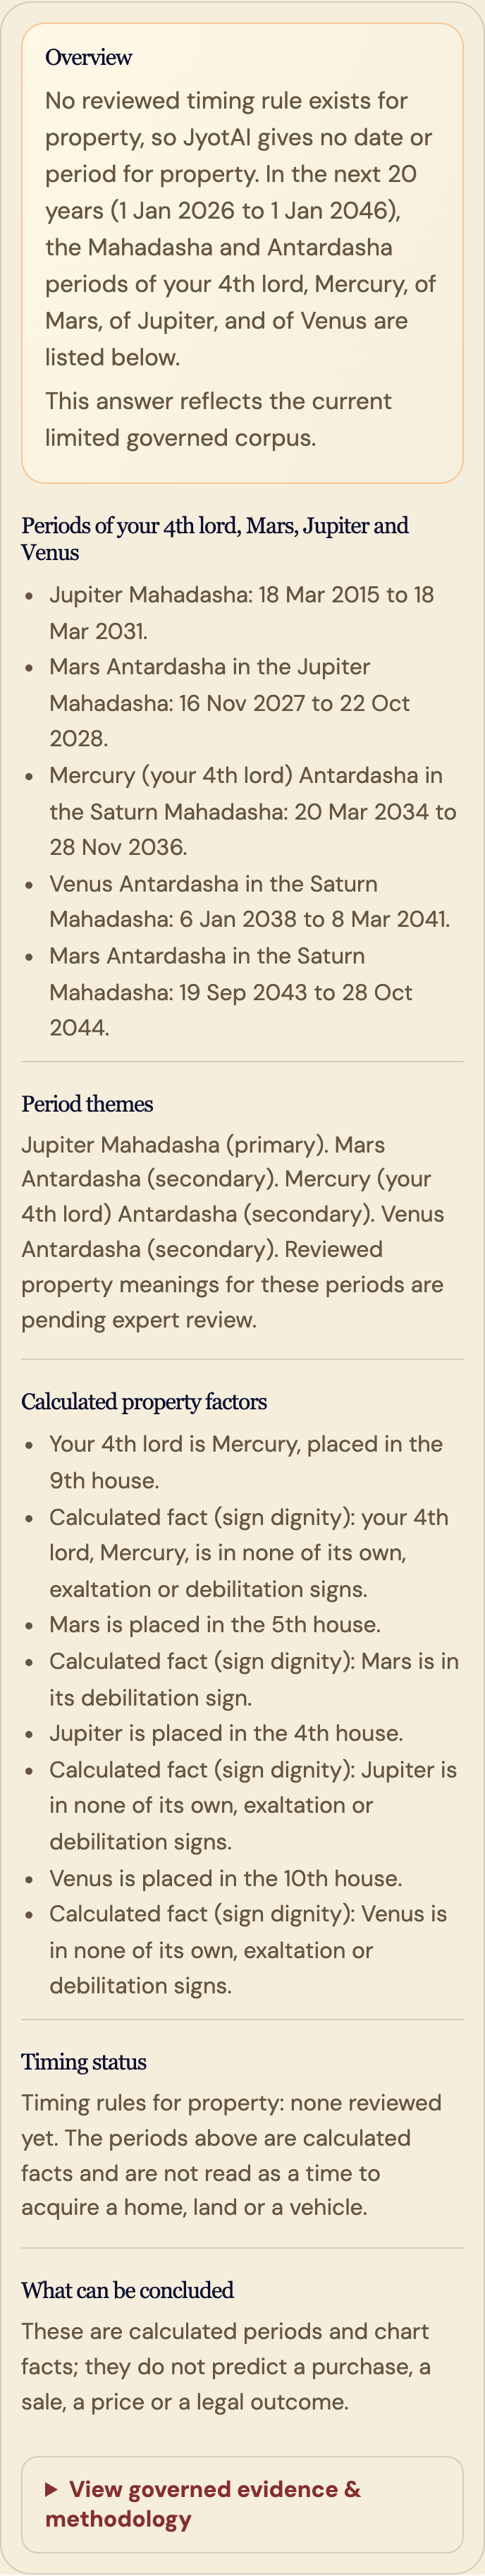 Overview
No reviewed timing rule exists for
property, so JyotAI gives no date or
period for property. In the next 20
years (1 Jan 2026 to 1 Jan 2046),
the Mahadasha and Antardasha
periods of your 4th lord, Mercury, of
Mars, of Jupiter, and of Venus are
listed below.
This answer reflects the current
limited governed corpus.
Periods of your 4th lord, Mars, Jupiter and
Venus
• Jupiter Mahadasha: 18 Mar 2015 to 18
Mar 2031.
• Mars Antardasha in the Jupiter
Mahadasha: 16 Nov 2027 to 22 Oct
2028.
• Mercury (your 4th lord) Antardasha in
the Saturn Mahadasha: 20 Mar 2034 to
28 Nov 2036.
• Venus Antardasha in the Saturn
Mahadasha: 6 Jan 2038 to 8 Mar 2041.
• Mars Antardasha in the Saturn
Mahadasha: 19 Sep 2043 to 28 Oct
2044.
Period themes
Jupiter Mahadasha (primary). Mars
Antardasha (secondary). Mercury (your
4th lord) Antardasha (secondary). Venus
Antardasha (secondary). Reviewed
property meanings for these periods are
pending expert review.
Calculated property factors
• Your 4th lord is Mercury, placed in the
9th house.
• Calculated fact (sign dignity): your 4th
lord, Mercury, is in none of its own,
exaltation or debilitation signs.
• Mars is placed in the 5th house.
• Calculated fact (sign dignity): Mars is in
its debilitation sign.
• Jupiter is placed in the 4th house.
• Calculated fact (sign dignity): Jupiter is
in none of its own, exaltation or
debilitation signs.
• Venus is placed in the 10th house.
• Calculated fact (sign dignity): Venus is
in none of its own, exaltation or
debilitation signs.
Timing status
Timing rules for property: none reviewed
yet. The periods above are calculated
facts and are not read as a time to
acquire a home, land or a vehicle.
What can be concluded
These are calculated periods and chart
facts; they do not predict a purchase, a
sale, a price or a legal outcome.
▶ View governed evidence &
methodology